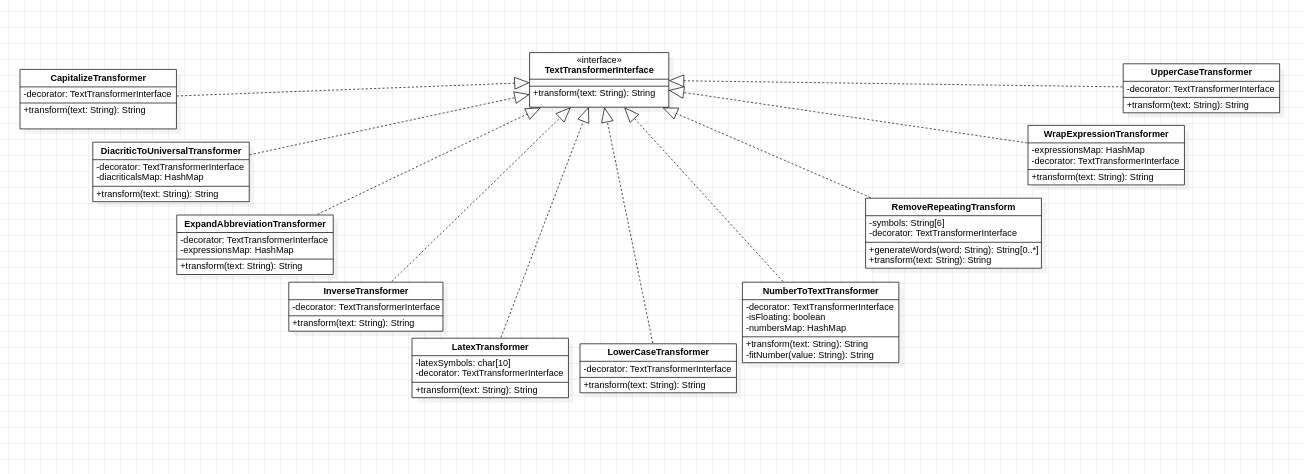 «interface»
TextTransformerInterface
+transform(text: String): String
CapitalizeTransformer
-decorator: TextTransformerInterface
+transform(text: String): String
DiacriticToUniversalTransformer
-decorator: TextTransformerInterface
-diacriticalsMap: HashMap
+transform(text: String): String
ExpandAbbreviationTransformer
-decorator: TextTransformerInterface
-expressionsMap: HashMap
+transform(text: String): String
InverseTransformer
-decorator: TextTransformerInterface
+transform(text: String): String
LatexTransformer
-latexSymbols: char[10]
-decorator: TextTransformerInterface
+transform(text: String): String
LowerCaseTransformer
-decorator: TextTransformerInterface
+transform(text: String): String
NumberToTextTransformer
-decorator: TextTransformerInterface
-isFloating: boolean
-numbersMap: HashMap
+transform(text: String): String
-fitNumber(value: String): String
RemoveRepeatingTransform
-symbols: String[6]
-decorator: TextTransformerInterface
+generateWords(word: String): String[0..*]
+transform(text: String): String
WrapExpressionTransformer
-expressionsMap: HashMap
-decorator: TextTransformerInterface
+transform(text: String): String
UpperCaseTransformer
-decorator: TextTransformerInterface
+transform(text: String): String